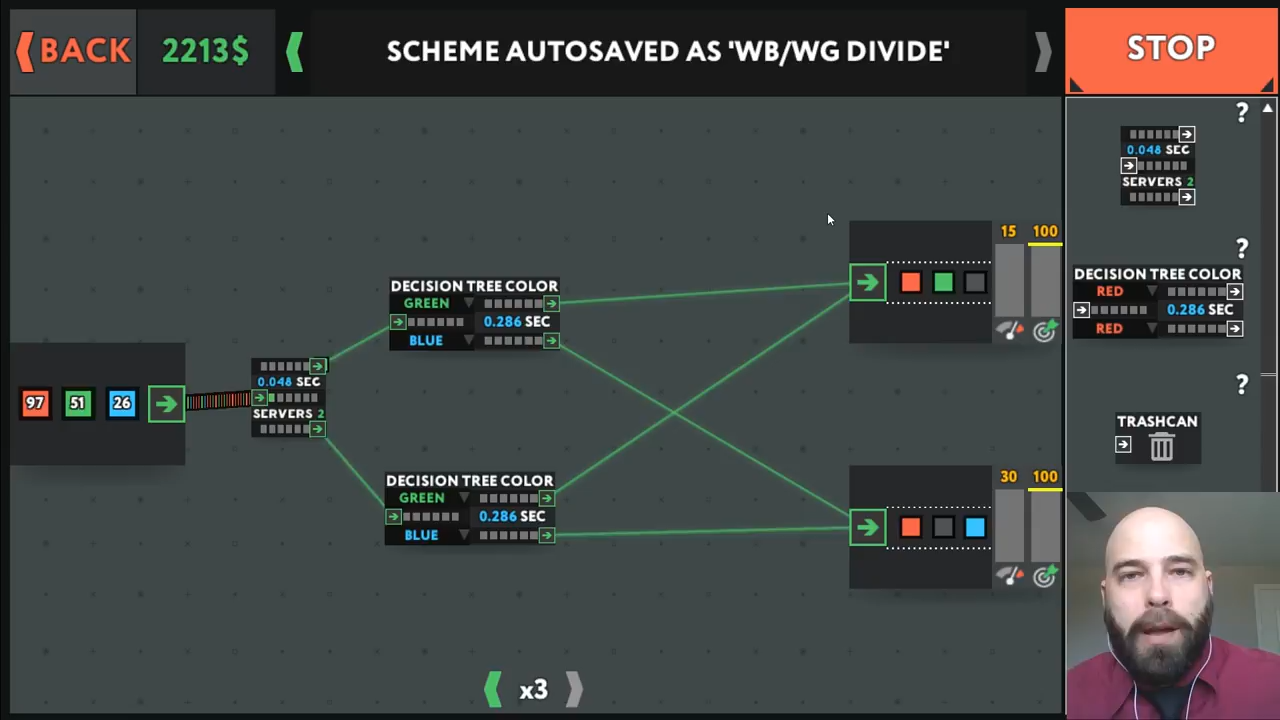 BACK
2213$
SCHEME AUTOSAVED AS 'WB/WG DIVIDE'
STOP
?
0.048 SEC
SERVERS 2
?
DECISION TREE COLOR
RED
0.286 SEC
RED
?
TRASHCAN
15 100
DECISION TREE COLOR
GREEN
0.286 SEC
BLUE
97 51 26
0.048 SEC
SERVERS 2
DECISION TREE COLOR
GREEN
0.286 SEC
BLUE
30 100
x3